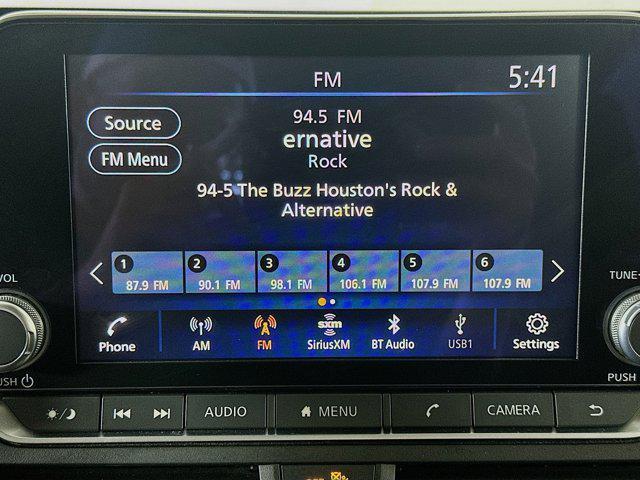 FM
5:41
Source
94.5 FM
ernative
FM Menu
Rock
94-5 The Buzz Houston's Rock &
Alternative
1 2 3 4 5 6
87.9 FM 90.1 FM 98.1 FM 106.1 FM 107.9 FM 107.9 FM
VOL
TUNE
Phone
AM
FM
sxm
SiriusXM
BT Audio
USB1
Settings
PUSH
PUSH
AUDIO
MENU
CAMERA